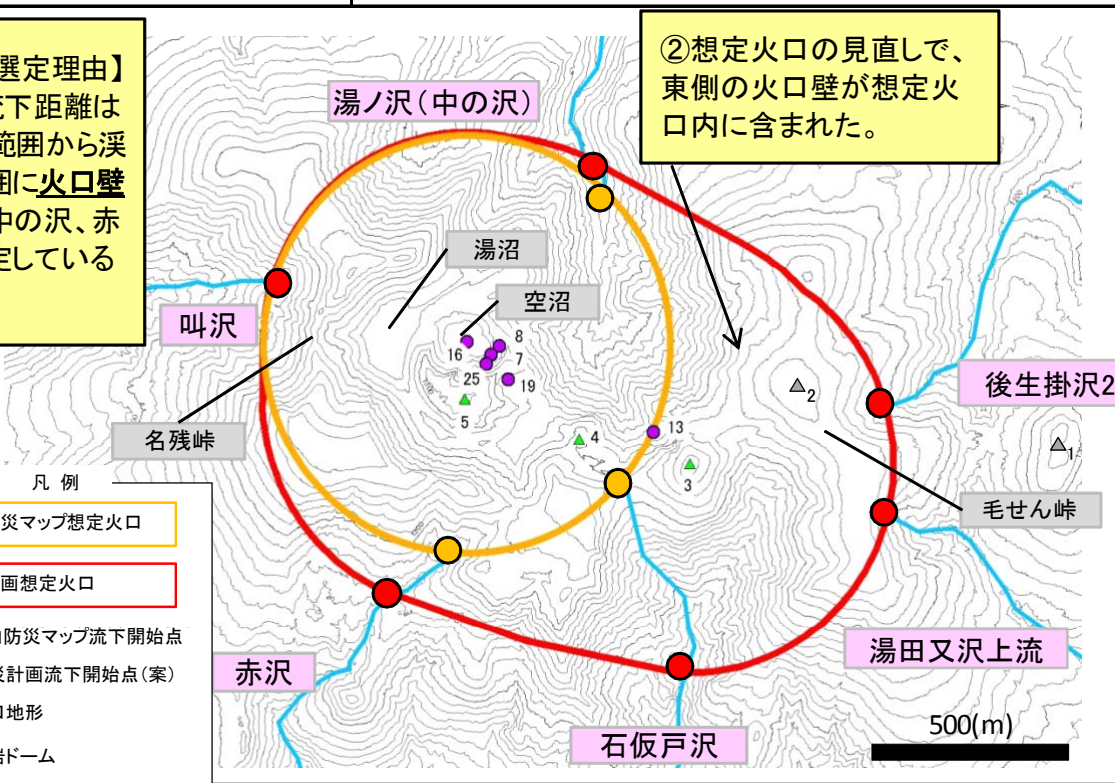 選定理由】
流下距離は
範囲から渓
囲に火口壁
中の沢、赤
定している
湯ノ沢(中の沢)
②想定火口の見直しで、
東側の火口壁が想定火
口内に含まれた。
湯沼
空沼
叫沢
8
16
7
25
19
5
2
後生掛沢2
名残峠
4
13
1
3
凡 例
毛せん峠
災マップ想定火口
画想定火口
防災マップ流下開始点
災計画流下開始点(案)
湯田又沢上流
赤沢
口地形
岩ドーム
石仮戸沢
500(m)